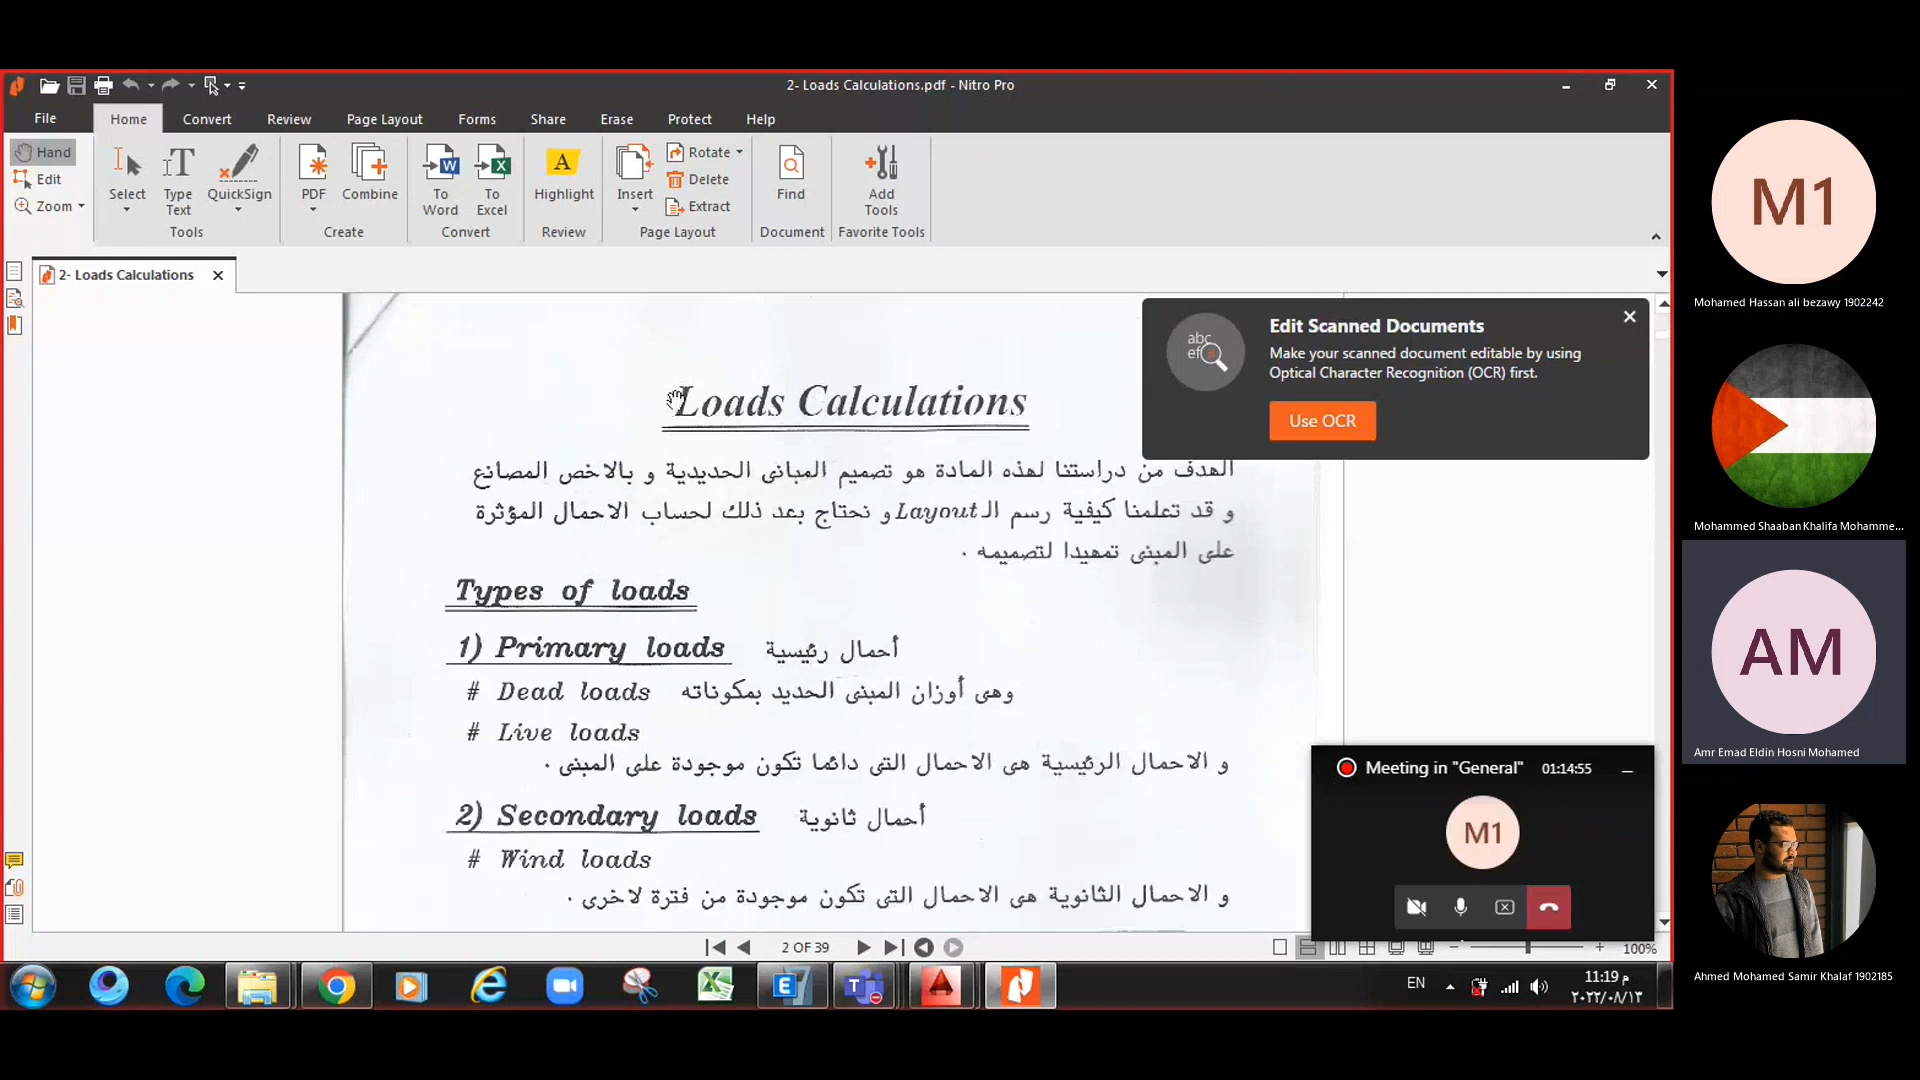 2- Loads Calculations.pdf - Nitro Pro
File Home Convert Review Page Layout Forms Share Erase Protect Help
Hand
Edit
Zoom
Select
Type Text
QuickSign
Tools
PDF
Combine
Create
To Word
To Excel
Convert
A
Highlight
Review
Insert
Rotate
Delete
Extract
Page Layout
Find
Document
Add Tools
Favorite Tools
2- Loads Calculations
Edit Scanned Documents
Make your scanned document editable by using
Optical Character Recognition (OCR) first.
Use OCR
Loads Calculations
الهدف من دراستنا لهذه المادة هو تصميم المبانى الحديدية و بالاخص المصانع
و قد تعلمنا كيفية رسم الـ Layout و نحتاج بعد ذلك لحساب الاحمال المؤثرة
على المبنى تمهيدا لتصميمه .
Types of loads
1) Primary loads أحمال رئيسية
# Dead loads وهى أوزان المبنى الحديد بمكوناته
# Live loads
و الاحمال الرئيسية هى الاحمال التى دائما تكون موجودة على المبنى .
2) Secondary loads أحمال ثانوية
# Wind loads
و الاحمال الثانوية هى الاحمال التى تكون موجودة من فترة لاخرى .
Meeting in "General" 01:14:55
M1
2 OF 39
100%
EN
11:19 م
٢٠٢٢/٠٨/١٣
M1
Mohamed Hassan ali bezawy 1902242
Mohammed Shaaban Khalifa Mohamme...
AM
Amr Emad Eldin Hosni Mohamed
Ahmed Mohamed Samir Khalaf 1902185